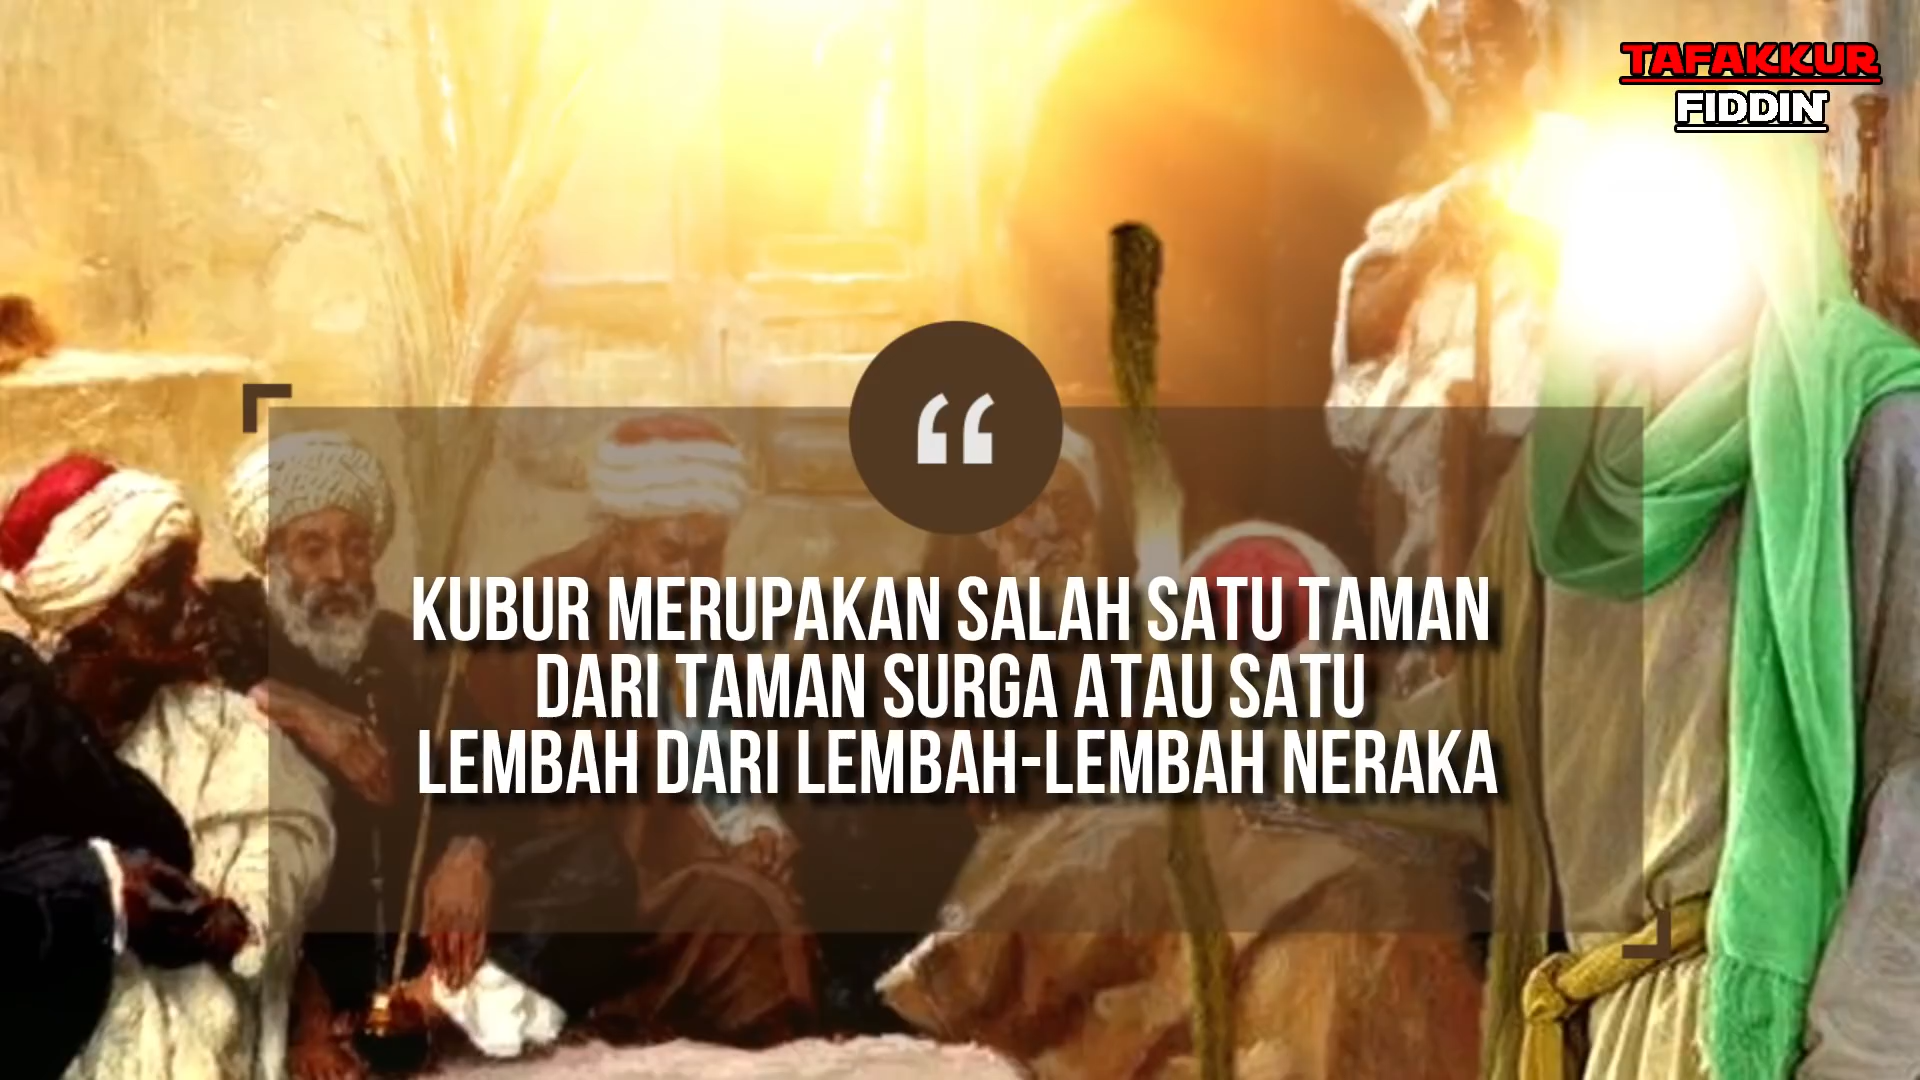 TAFAKKUR
FIDDIN
“
KUBUR MERUPAKAN SALAH SATU TAMAN
DARI TAMAN SURGA ATAU SATU
LEMBAH DARI LEMBAH-LEMBAH NERAKA